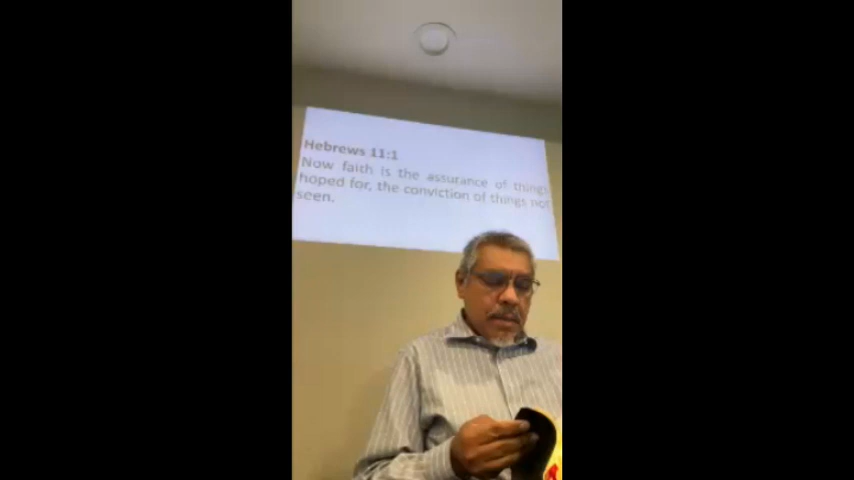 Hebrews 11:1
Now faith is the assurance of things
hoped for, the conviction of things not
seen.